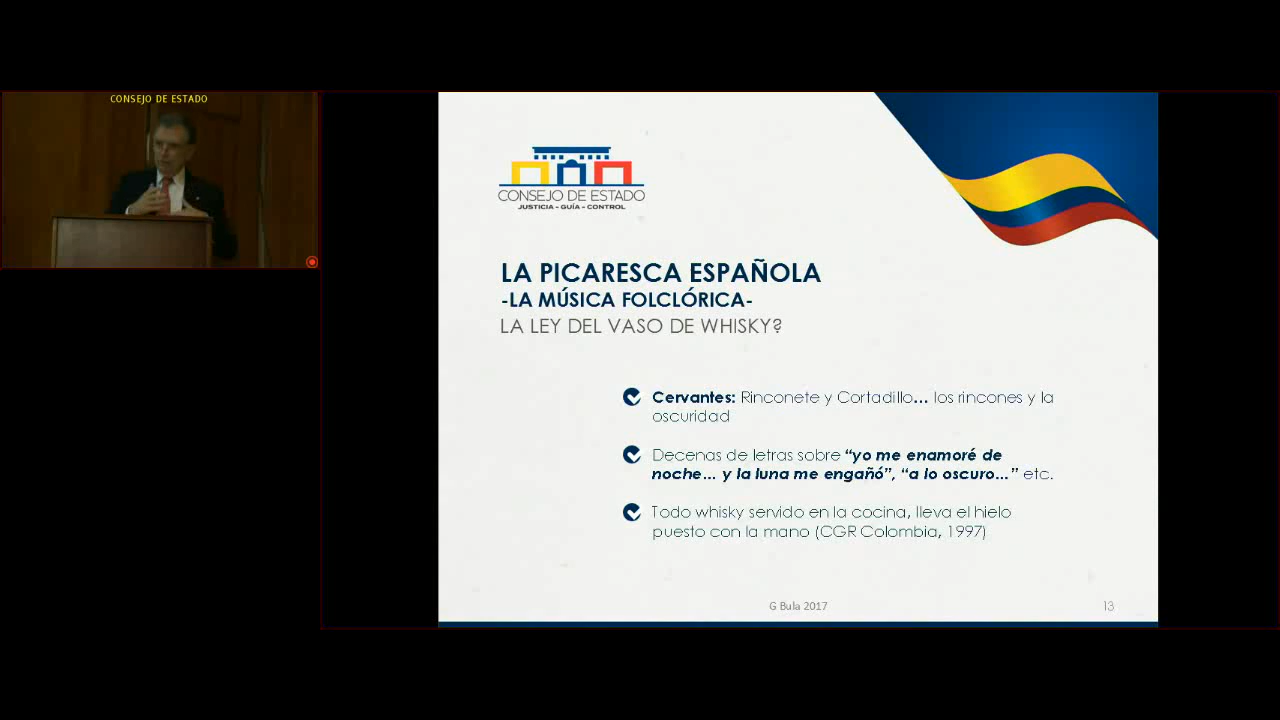 CONSEJO DE ESTADO
CONSEJO DE ESTADO
JUSTICIA - GUÍA - CONTROL
LA PICARESCA ESPAÑOLA
-LA MÚSICA FOLCLÓRICA-
LA LEY DEL VASO DE WHISKY?
Cervantes: Rinconete y Cortadillo... los rincones y la
oscuridad
Decenas de letras sobre “yo me enamoré de
noche... y la luna me engañó”, “a lo oscuro...” etc.
Todo whisky servido en la cocina, lleva el hielo
puesto con la mano (CGR Colombia, 1997)
G Bula 2017
13